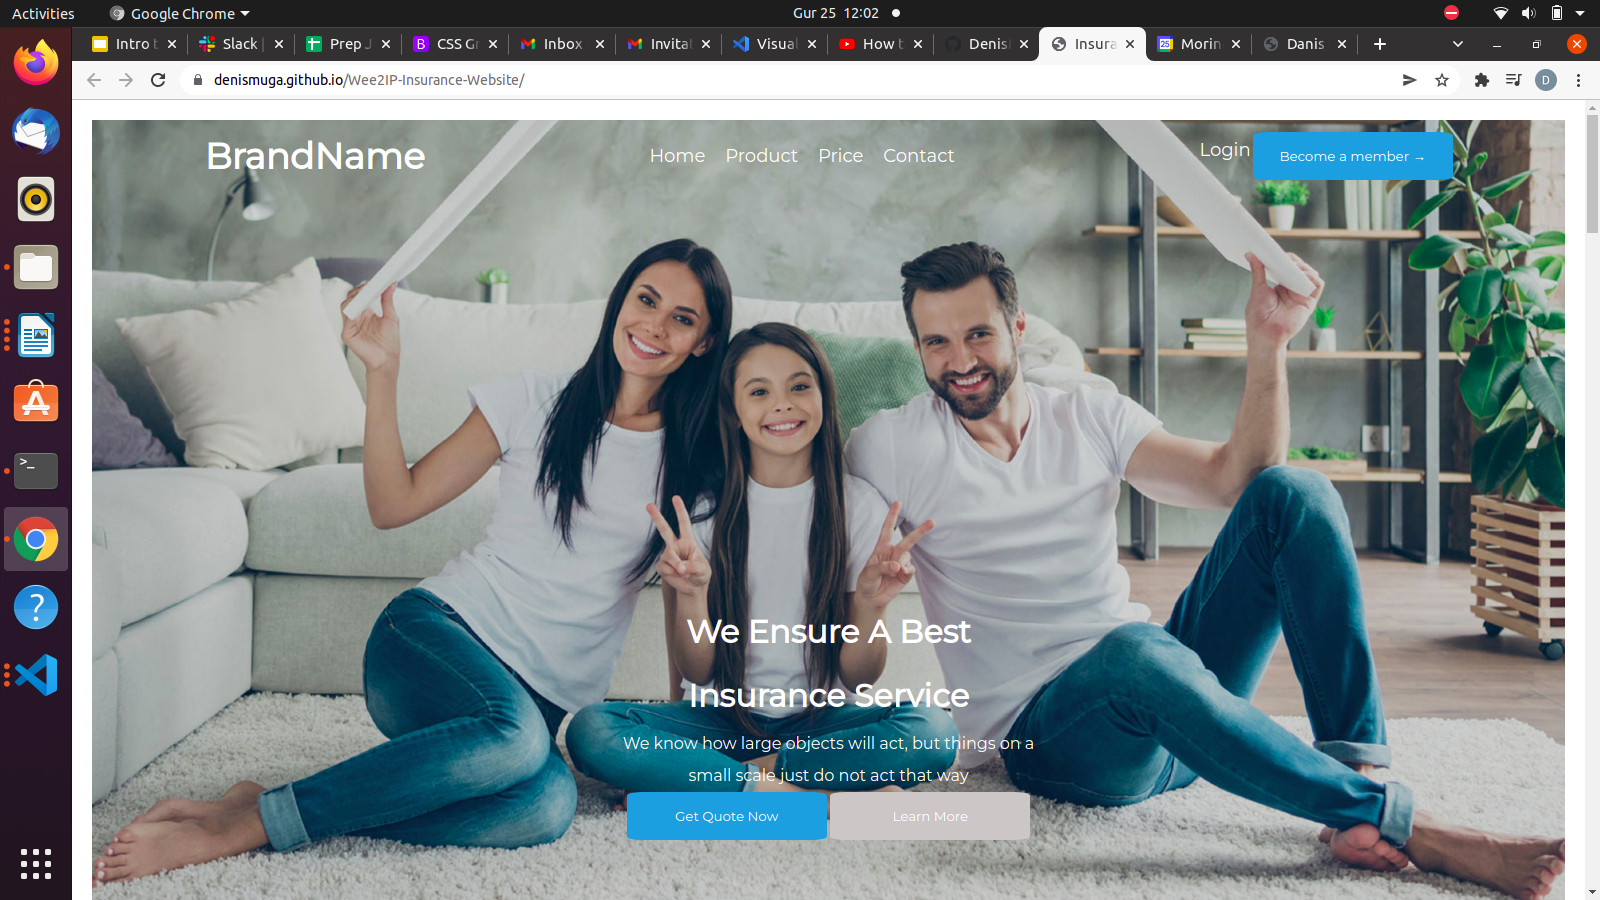 Activities
Google Chrome
Gur 25 12:02
Intro t
Slack
Prep J
CSS Gr
Inbox
Invita
Visual
How t
Denis
Insura
Morin
Danis
denismuga.github.io/Wee2IP-Insurance-Website/
D
BrandName
Home Product Price Contact
Login
Become a member →
We Ensure A Best
Insurance Service
We know how large objects will act, but things on a
small scale just do not act that way
Get Quote Now
Learn More